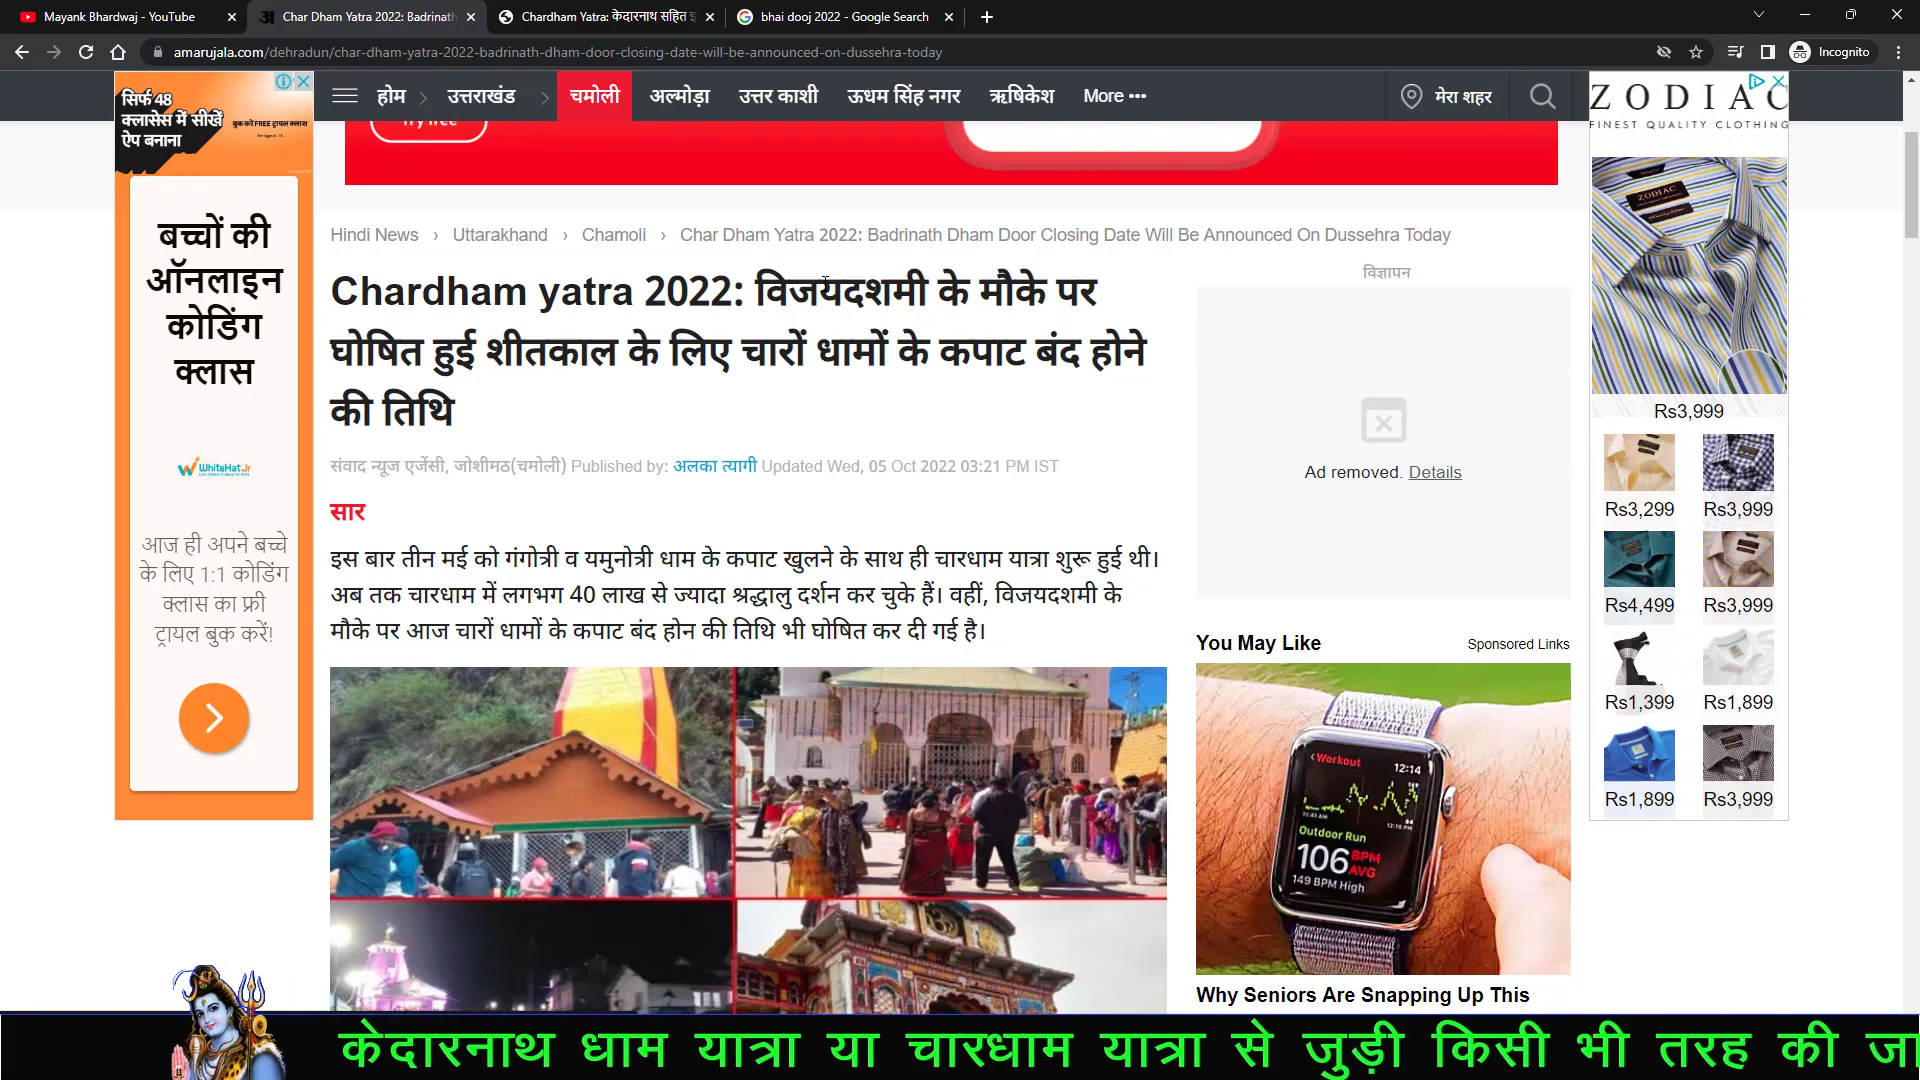 Mayank Bhardwaj - YouTube
Char Dham Yatra 2022: Badrinath
Chardham Yatra: केदारनाथ सहित
bhai dooj 2022 - Google Search
amarujala.com/dehradun/char-dham-yatra-2022-badrinath-dham-door-closing-date-will-be-announced-on-dussehra-today
Incognito
होम
उत्तराखंड
चमोली
अल्मोड़ा
उत्तर काशी
ऊधम सिंह नगर
ऋषिकेश
More •••
मेरा शहर
सिर्फ 48
क्लासेस में सीखें
ऐप बनाना
बुक करें FREE ट्रायल क्लास
बच्चों की
ऑनलाइन
कोडिंग
क्लास
WhiteHat Jr
आज ही अपने बच्चे
के लिए 1:1 कोडिंग
क्लास का फ्री
ट्रायल बुक करें!
Try free
Hindi News › Uttarakhand › Chamoli › Char Dham Yatra 2022: Badrinath Dham Door Closing Date Will Be Announced On Dussehra Today
Chardham yatra 2022: विजयदशमी के मौके पर
घोषित हुई शीतकाल के लिए चारों धामों के कपाट बंद होने
की तिथि
संवाद न्यूज एजेंसी, जोशीमठ(चमोली) Published by: अलका त्यागी Updated Wed, 05 Oct 2022 03:21 PM IST
सार
इस बार तीन मई को गंगोत्री व यमुनोत्री धाम के कपाट खुलने के साथ ही चारधाम यात्रा शुरू हुई थी।
अब तक चारधाम में लगभग 40 लाख से ज्यादा श्रद्धालु दर्शन कर चुके हैं। वहीं, विजयदशमी के
मौके पर आज चारों धामों के कपाट बंद होन की तिथि भी घोषित कर दी गई है।
विज्ञापन
Ad removed. Details
You May Like
Sponsored Links
Workout
12:14
Outdoor Run
106 BPM AVG
149 BPM High
Why Seniors Are Snapping Up This
ZODIAC
FINEST QUALITY CLOTHING
ZODIAC
Rs3,999
Rs3,299 Rs3,999
Rs4,499 Rs3,999
Rs1,399 Rs1,899
Rs1,899 Rs3,999
केदारनाथ धाम यात्रा या चारधाम यात्रा से जुड़ी किसी भी तरह की जा